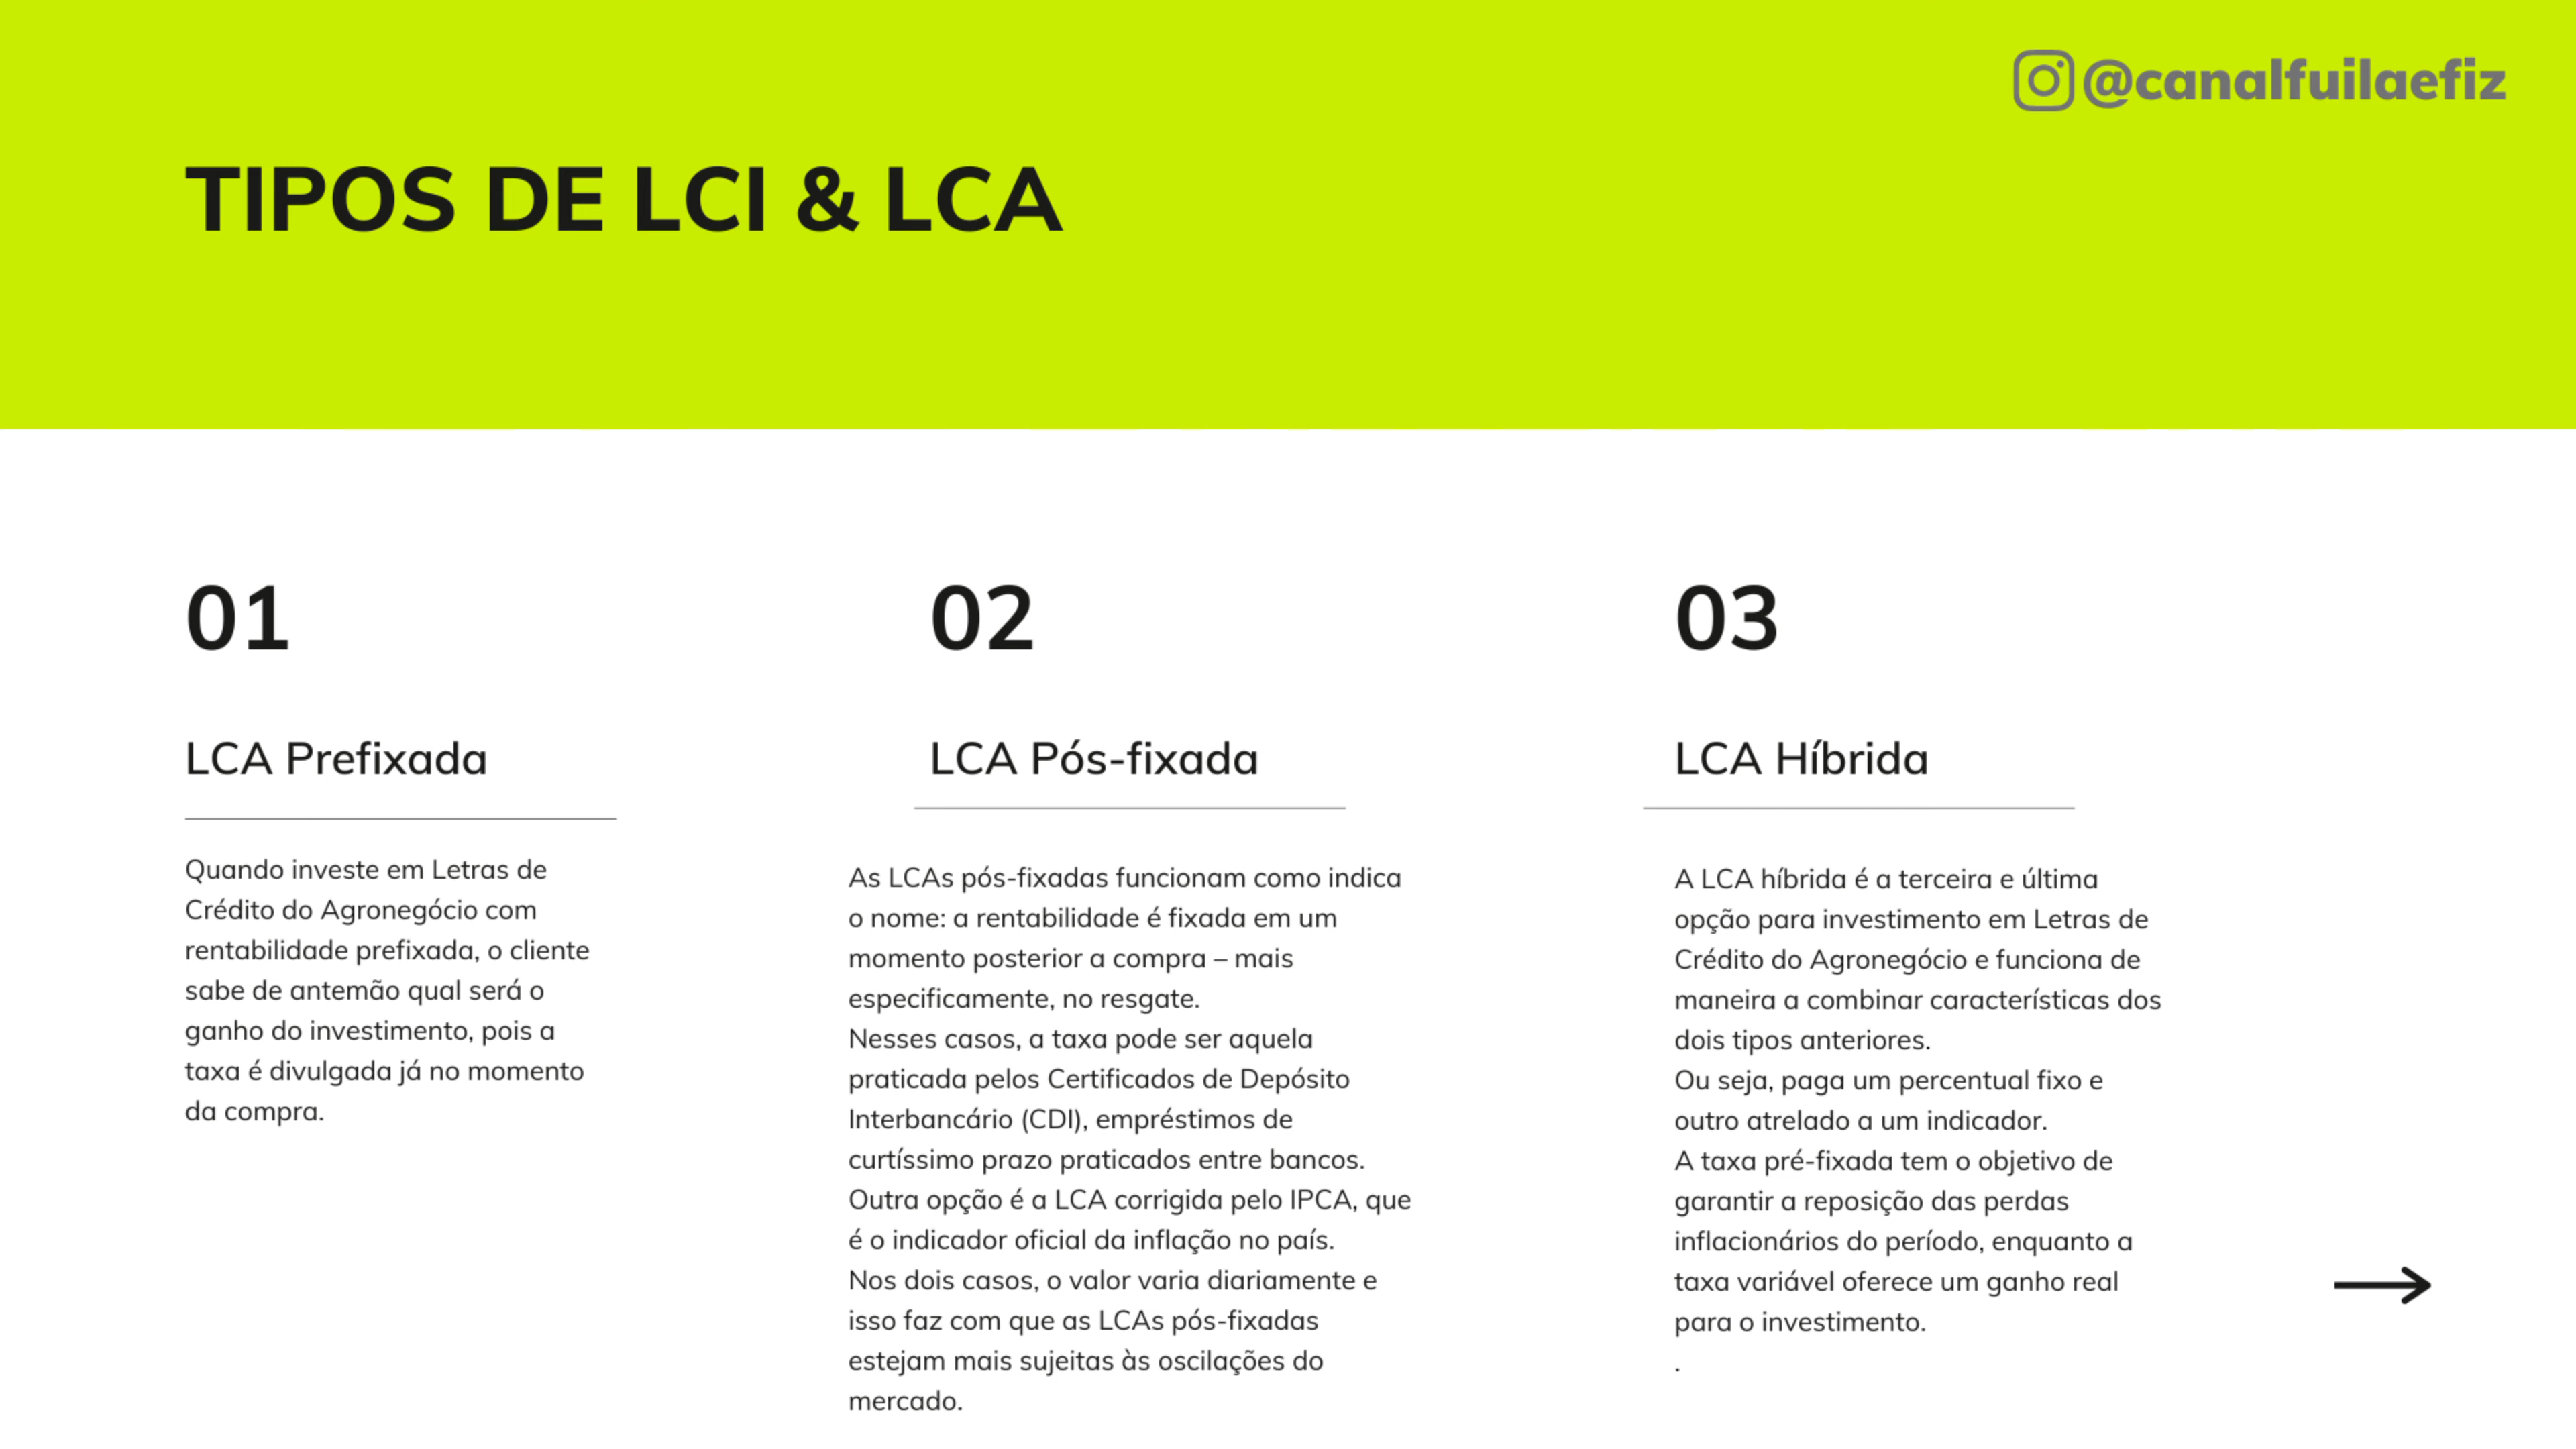 @canalfuilaefiz
TIPOS DE LCI & LCA
01
LCA Prefixada
Quando investe em Letras de
Crédito do Agronegócio com
rentabilidade prefixada, o cliente
sabe de antemão qual será o
ganho do investimento, pois a
taxa é divulgada já no momento
da compra.
02
LCA Pós-fixada
As LCAs pós-fixadas funcionam como indica
o nome: a rentabilidade é fixada em um
momento posterior a compra – mais
especificamente, no resgate.
Nesses casos, a taxa pode ser aquela
praticada pelos Certificados de Depósito
Interbancário (CDI), empréstimos de
curtíssimo prazo praticados entre bancos.
Outra opção é a LCA corrigida pelo IPCA, que
é o indicador oficial da inflação no país.
Nos dois casos, o valor varia diariamente e
isso faz com que as LCAs pós-fixadas
estejam mais sujeitas às oscilações do
mercado.
03
LCA Híbrida
A LCA híbrida é a terceira e última
opção para investimento em Letras de
Crédito do Agronegócio e funciona de
maneira a combinar características dos
dois tipos anteriores.
Ou seja, paga um percentual fixo e
outro atrelado a um indicador.
A taxa pré-fixada tem o objetivo de
garantir a reposição das perdas
inflacionários do período, enquanto a
taxa variável oferece um ganho real
para o investimento.
.